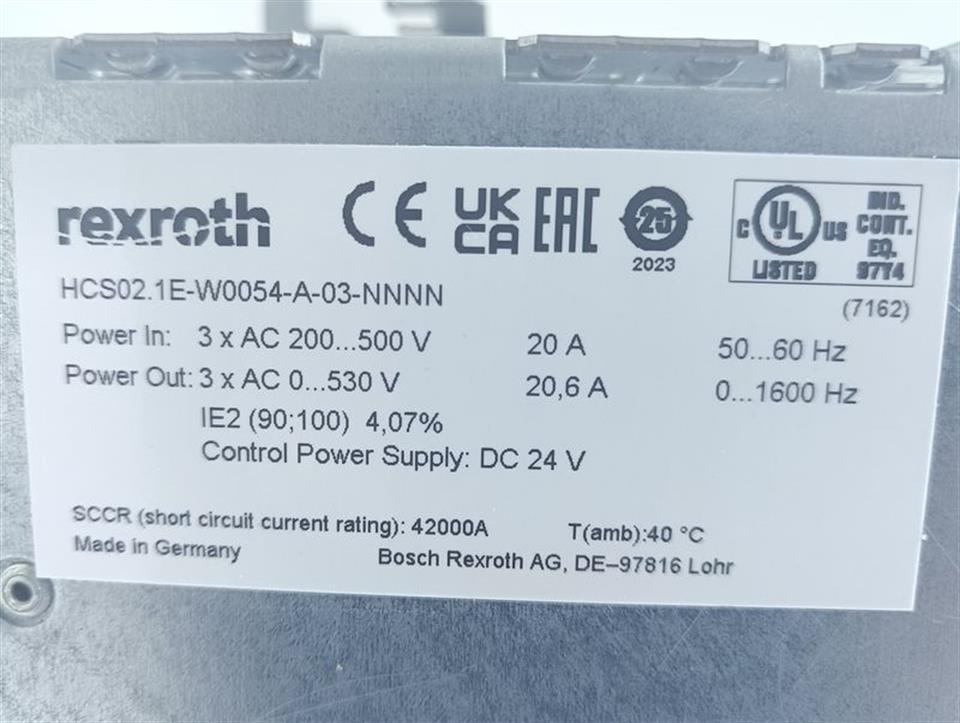 rexroth CE UK CA EAC 25 2023
C UL US LISTED IND. CONT. EQ. 97Y4
HCS02.1E-W0054-A-03-NNNN
(7162)
Power In: 3 x AC 200...500 V 20 A 50...60 Hz
Power Out: 3 x AC 0...530 V 20,6 A 0...1600 Hz
IE2 (90;100) 4,07%
Control Power Supply: DC 24 V
SCCR (short circuit current rating): 42000A T(amb):40 °C
Made in Germany Bosch Rexroth AG, DE–97816 Lohr